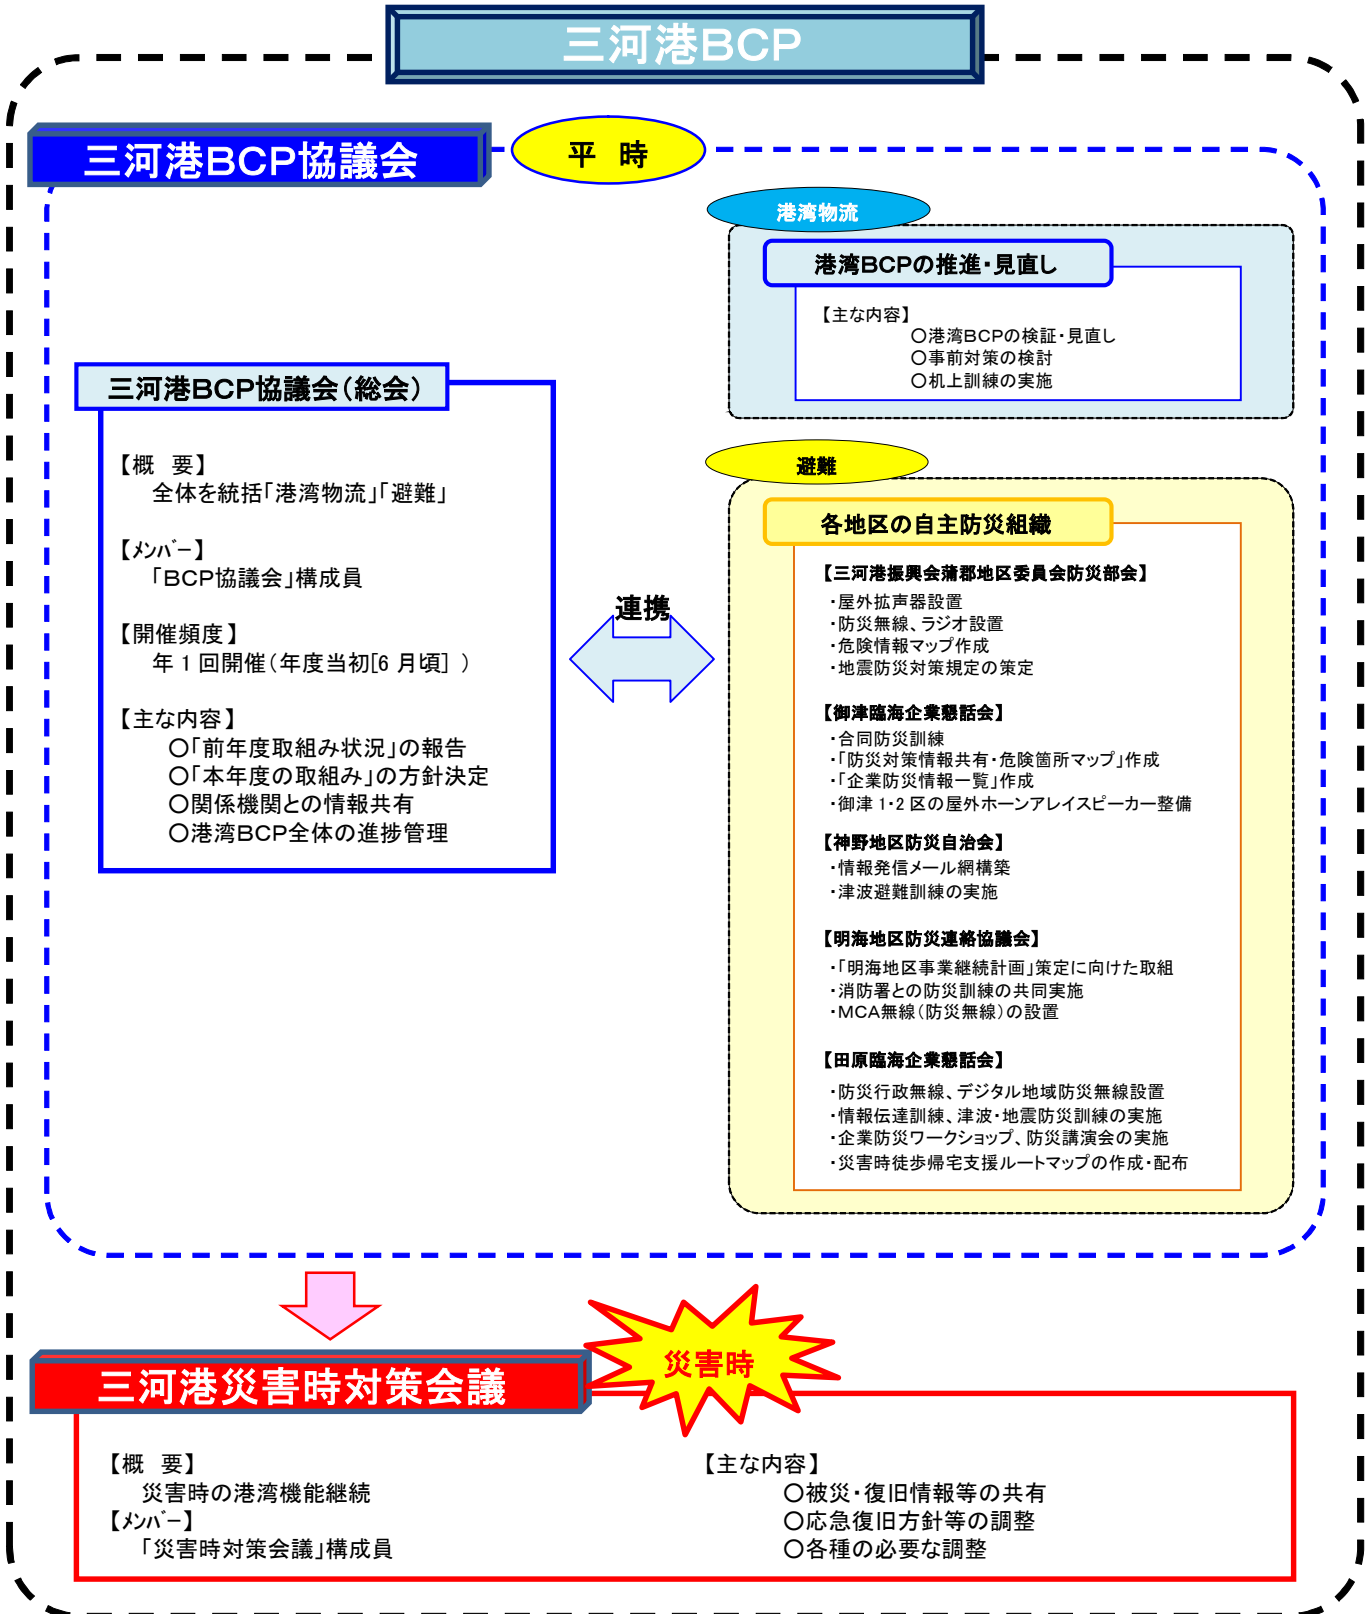 三河港BCP
三河港BCP協議会
平　時
港湾物流
港湾BCPの推進・見直し
【主な内容】
○港湾BCPの検証・見直し
○事前対策の検討
○机上訓練の実施
三河港BCP協議会（総会）
【概　要】
全体を統括「港湾物流」「避難」
【ﾒﾝﾊﾞｰ】
「BCP協議会」構成員
【開催頻度】
年1回開催（年度当初[6月頃]）
【主な内容】
○「前年度取組み状況」の報告
○「本年度の取組み」の方針決定
○関係機関との情報共有
○港湾BCP全体の進捗管理
連携
避難
各地区の自主防災組織
【三河港振興会蒲郡地区委員会防災部会】
・屋外拡声器設置
・防災無線、ラジオ設置
・危険情報マップ作成
・地震防災対策規定の策定
【御津臨海企業懇話会】
・合同防災訓練
・「防災対策情報共有・危険箇所マップ」作成
・「企業防災情報一覧」作成
・御津1・2区の屋外ホーンアレイスピーカー整備
【神野地区防災自治会】
・情報発信メール網構築
・津波避難訓練の実施
【明海地区防災連絡協議会】
・「明海地区事業継続計画」策定に向けた取組
・消防署との防災訓練の共同実施
・MCA無線（防災無線）の設置
【田原臨海企業懇話会】
・防災行政無線、デジタル地域防災無線設置
・情報伝達訓練、津波・地震防災訓練の実施
・企業防災ワークショップ、防災講演会の実施
・災害時徒歩帰宅支援ルートマップの作成・配布
災害時
三河港災害時対策会議
【概　要】
災害時の港湾機能継続
【ﾒﾝﾊﾞｰ】
「災害時対策会議」構成員
【主な内容】
○被災・復旧情報等の共有
○応急復旧方針等の調整
○各種の必要な調整